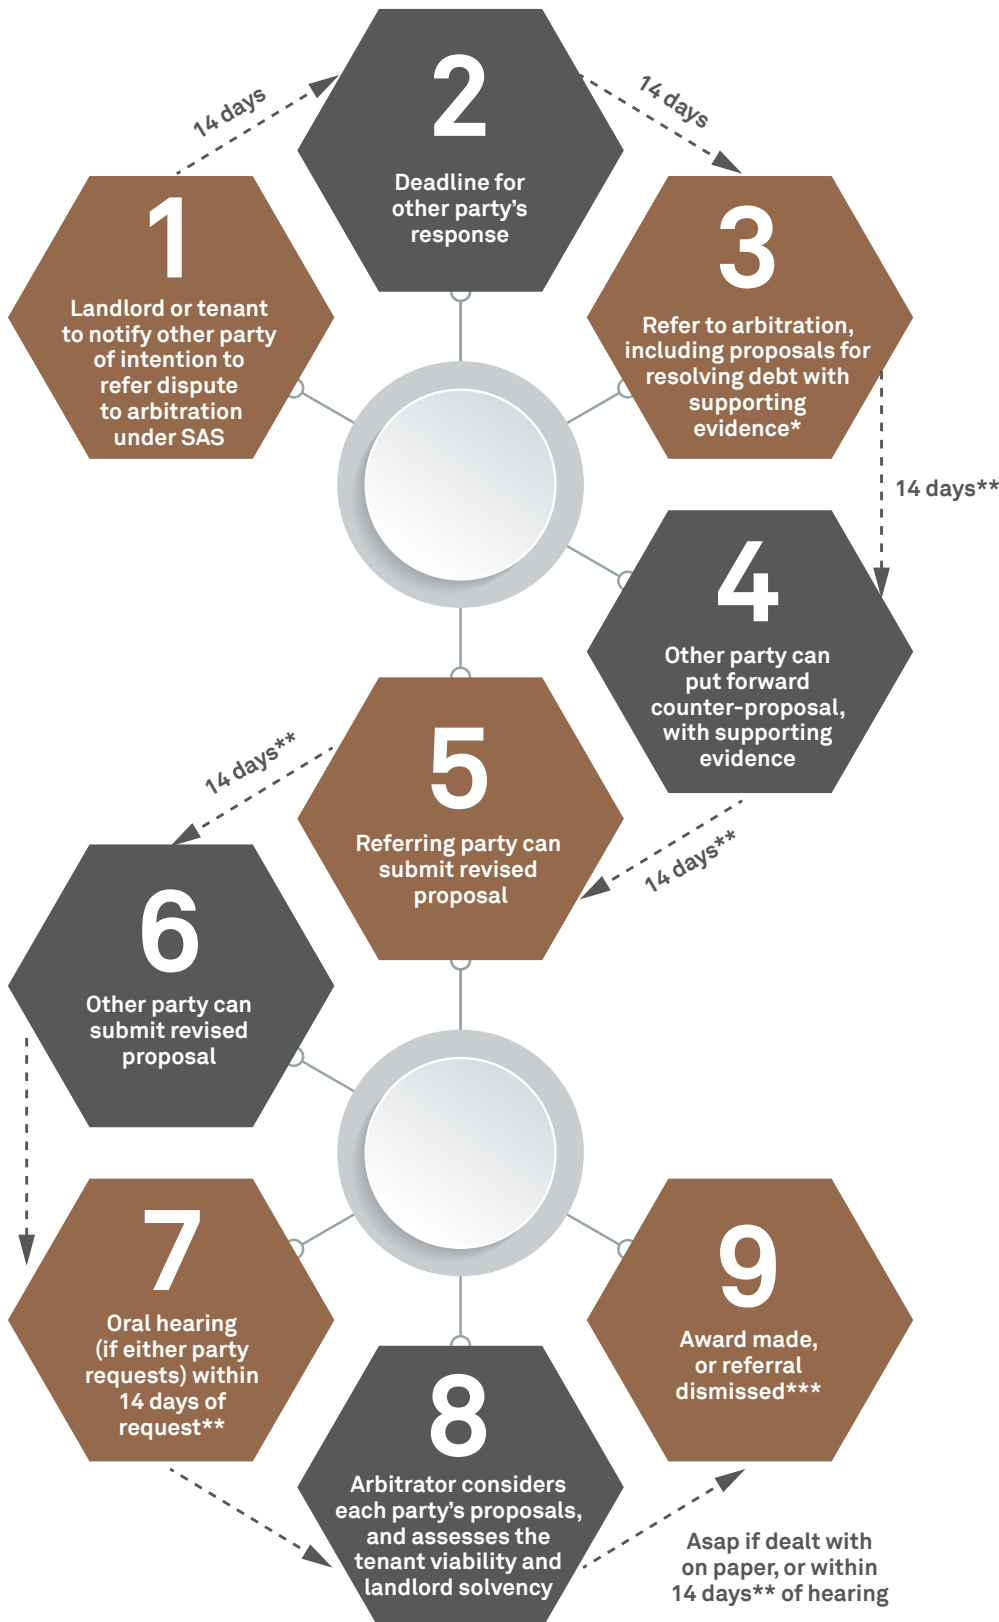 1
Landlord or tenant
to notify other party
of intention to
refer dispute
to arbitration
under SAS
14 days
2
Deadline for
other party’s
response
14 days
3
Refer to arbitration,
including proposals for
resolving debt with
supporting
evidence*
14 days**
4
Other party can
put forward
counter-proposal,
with supporting
evidence
14 days**
5
Referring party can
submit revised
proposal
14 days**
6
Other party can
submit revised
proposal
7
Oral hearing
(if either party
requests) within
14 days of
request**
8
Arbitrator considers
each party’s proposals,
and assesses the
tenant viability and
landlord solvency
9
Award made,
or referral
dismissed***
Asap if dealt with
on paper, or within
14 days** of hearing